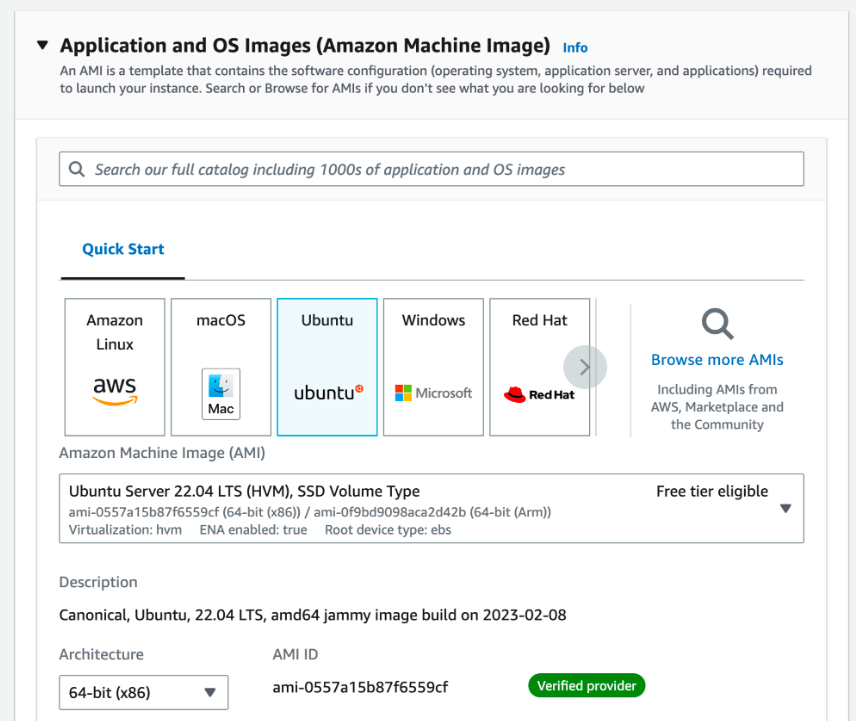 Application and OS Images (Amazon Machine Image) Info
An AMI is a template that contains the software configuration (operating system, application server, and applications) required
to launch your instance. Search or Browse for AMIs if you don't see what you are looking for below
Search our full catalog including 1000s of application and OS images
Quick Start
Amazon
Linux
aws
macOS
Mac
Ubuntu
ubuntu
Windows
Microsoft
Red Hat
Red Hat
Browse more AMIs
Including AMIs from
AWS, Marketplace and
the Community
Amazon Machine Image (AMI)
Ubuntu Server 22.04 LTS (HVM), SSD Volume Type Free tier eligible
ami-0557a15b87f6559cf (64-bit (x86)) / ami-0f9bd9098aca2d42b (64-bit (Arm))
Virtualization: hvm ENA enabled: true Root device type: ebs
Description
Canonical, Ubuntu, 22.04 LTS, amd64 jammy image build on 2023-02-08
Architecture AMI ID
64-bit (x86) ami-0557a15b87f6559cf Verified provider